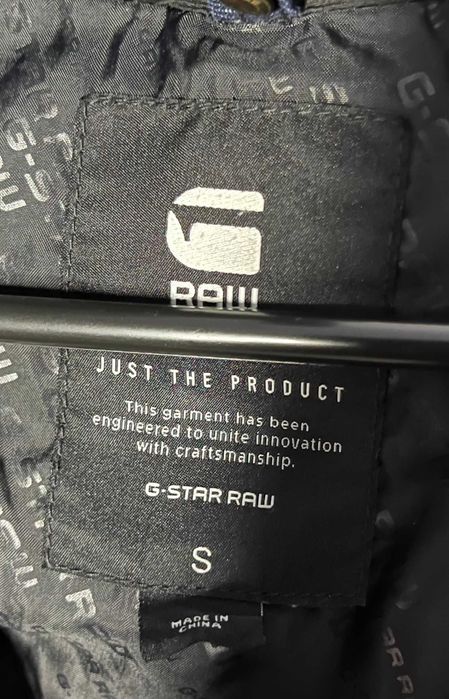 RAW
JUST THE PRODUCT
This garment has been
engineered to unite innovation
with craftsmanship.
G-STAR RAW
S
MADE IN
CHINA